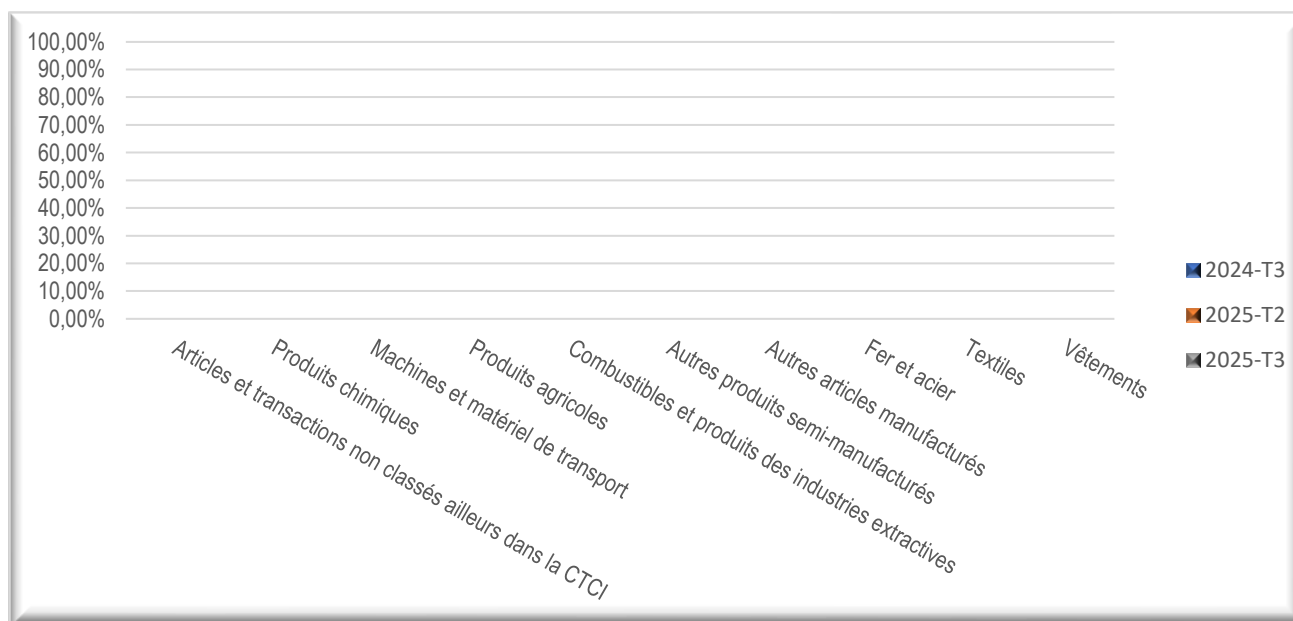 100,00%
90,00%
80,00%
70,00%
60,00%
50,00%
40,00%
30,00%
20,00%
10,00%
0,00%
Articles et transactions non classés ailleurs dans la CTCI
Produits chimiques
Machines et matériel de transport
Produits agricoles
Combustibles et produits des industries extractives
Autres produits semi-manufacturés
Autres articles manufacturés
Fer et acier
Textiles
Vêtements
2024-T3
2025-T2
2025-T3